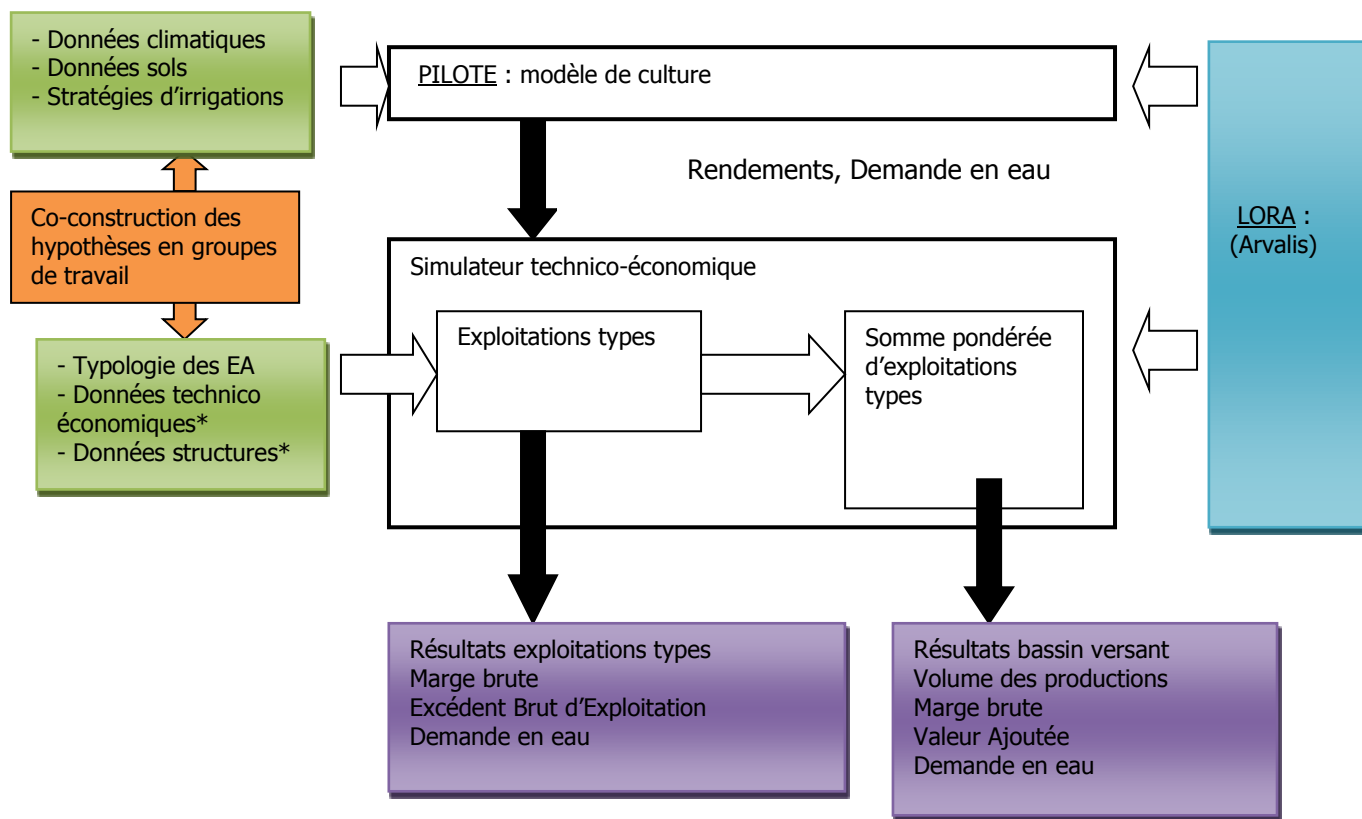 - Données climatiques
- Données sols
- Stratégies d'irrigations
PILOTE : modèle de culture
LORA :
(Arvalis)
Rendements, Demande en eau
Co-construction des
hypothèses en groupes
de travail
Simulateur technico-économique
Exploitations types
Somme pondérée
d'exploitations
types
- Typologie des EA
- Données technico
économiques*
- Données structures*
Résultats exploitations types
Marge brute
Excédent Brut d'Exploitation
Demande en eau
Résultats bassin versant
Volume des productions
Marge brute
Valeur Ajoutée
Demande en eau